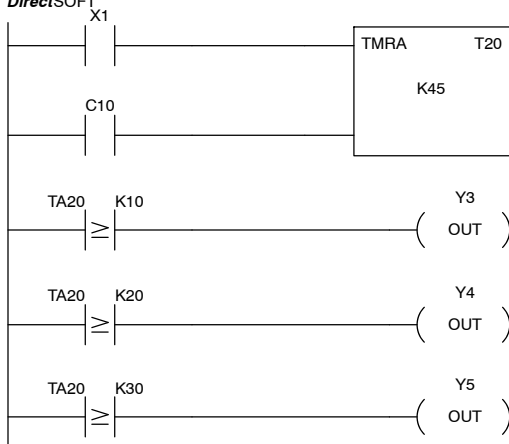 DirectSOFT
X1
TMRA T20
K45
C10
TA20 ≥ K10 Y3
OUT
TA20 ≥ K20 Y4
OUT
TA20 ≥ K30 Y5
OUT